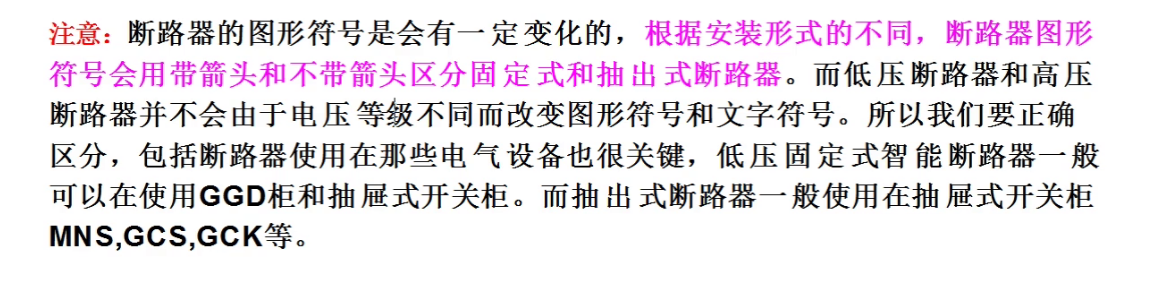 注意：断路器的图形符号是会有一定变化的，根据安装形式的不同，断路器图形
符号会用带箭头和不带箭头区分固定式和抽出式断路器。而低压断路器和高压
断路器并不会由于电压等级不同而改变图形符号和文字符号。所以我们要正确
区分，包括断路器使用在那些电气设备也很关键，低压固定式智能断路器一般
可以在使用GGD柜和抽屉式开关柜。而抽出式断路器一般使用在抽屉式开关柜
MNS,GCS,GCK等。